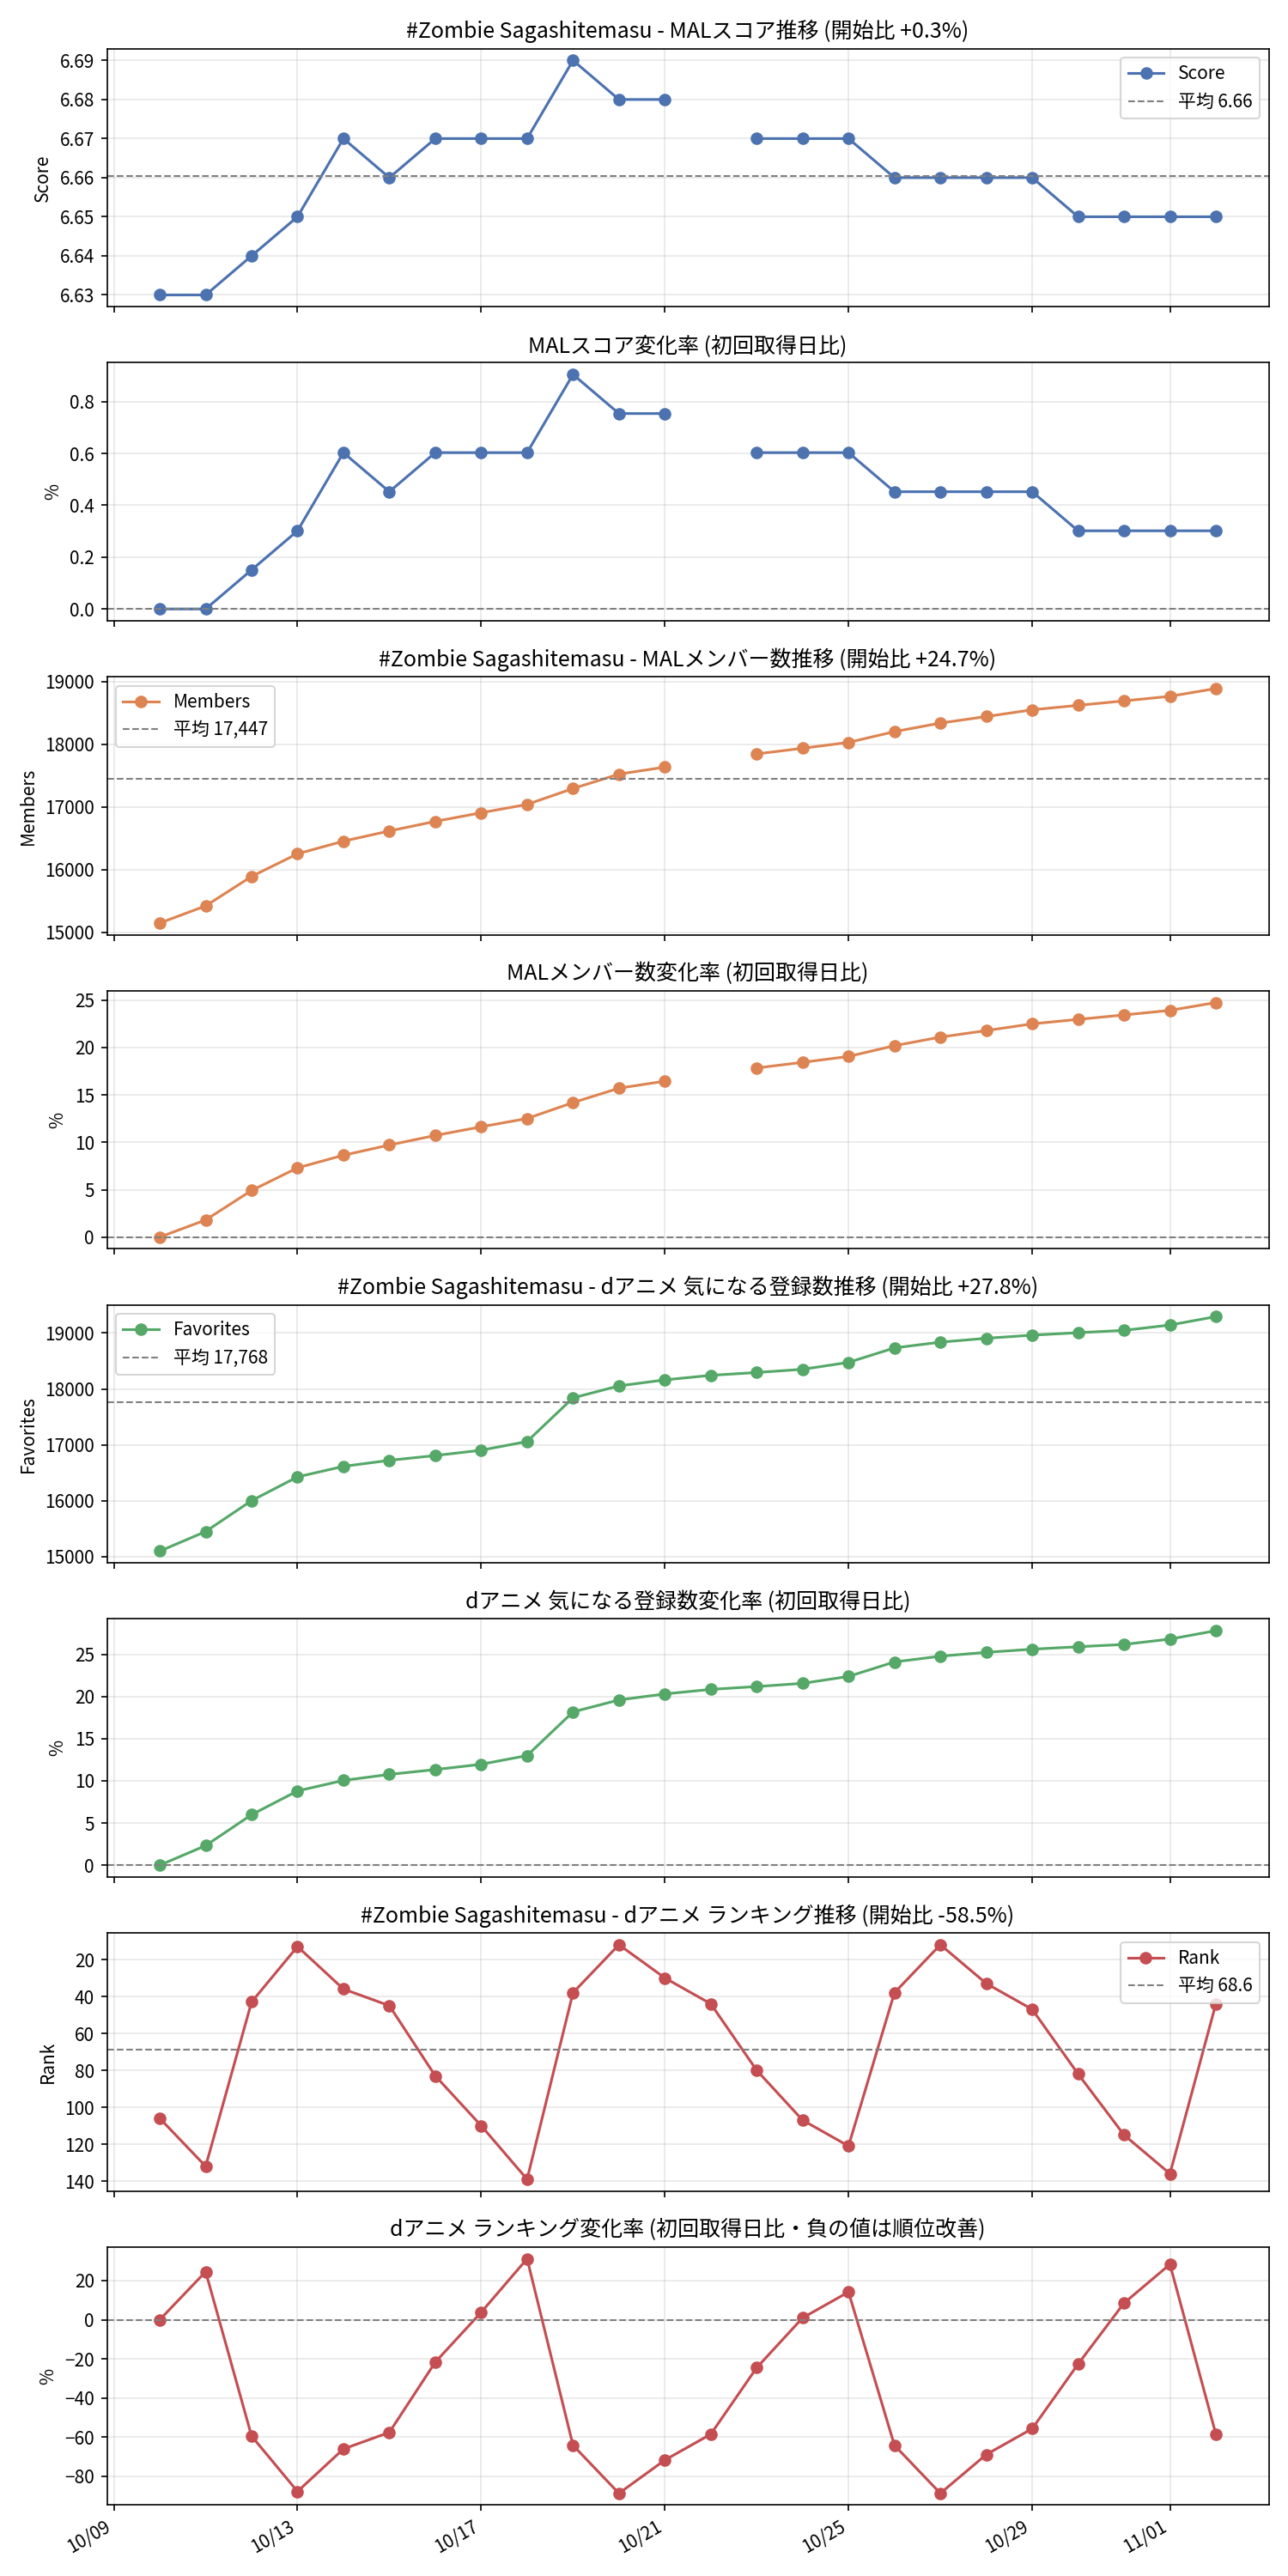 #Zombie Sagashitemasu - MALスコア推移 (開始比 +0.3%)
6.69
6.68
6.67
6.66
6.65
6.64
6.63
Score
Score
平均 6.66
MALスコア変化率 (初回取得日比)
0.8
0.6
0.4
0.2
0.0
%
#Zombie Sagashitemasu - MALメンバー数推移 (開始比 +24.7%)
19000
18000
17000
16000
15000
Members
Members
平均 17,447
MALメンバー数変化率 (初回取得日比)
25
20
15
10
5
0
%
#Zombie Sagashitemasu - dアニメ 気になる登録数推移 (開始比 +27.8%)
19000
18000
17000
16000
15000
Favorites
Favorites
平均 17,768
dアニメ 気になる登録数変化率 (初回取得日比)
25
20
15
10
5
0
%
#Zombie Sagashitemasu - dアニメ ランキング推移 (開始比 -58.5%)
20
40
60
80
100
120
140
Rank
Rank
平均 68.6
dアニメ ランキング変化率 (初回取得日比・負の値は順位改善)
20
0
−20
−40
−60
−80
%
10/09
10/13
10/17
10/21
10/25
10/29
11/01